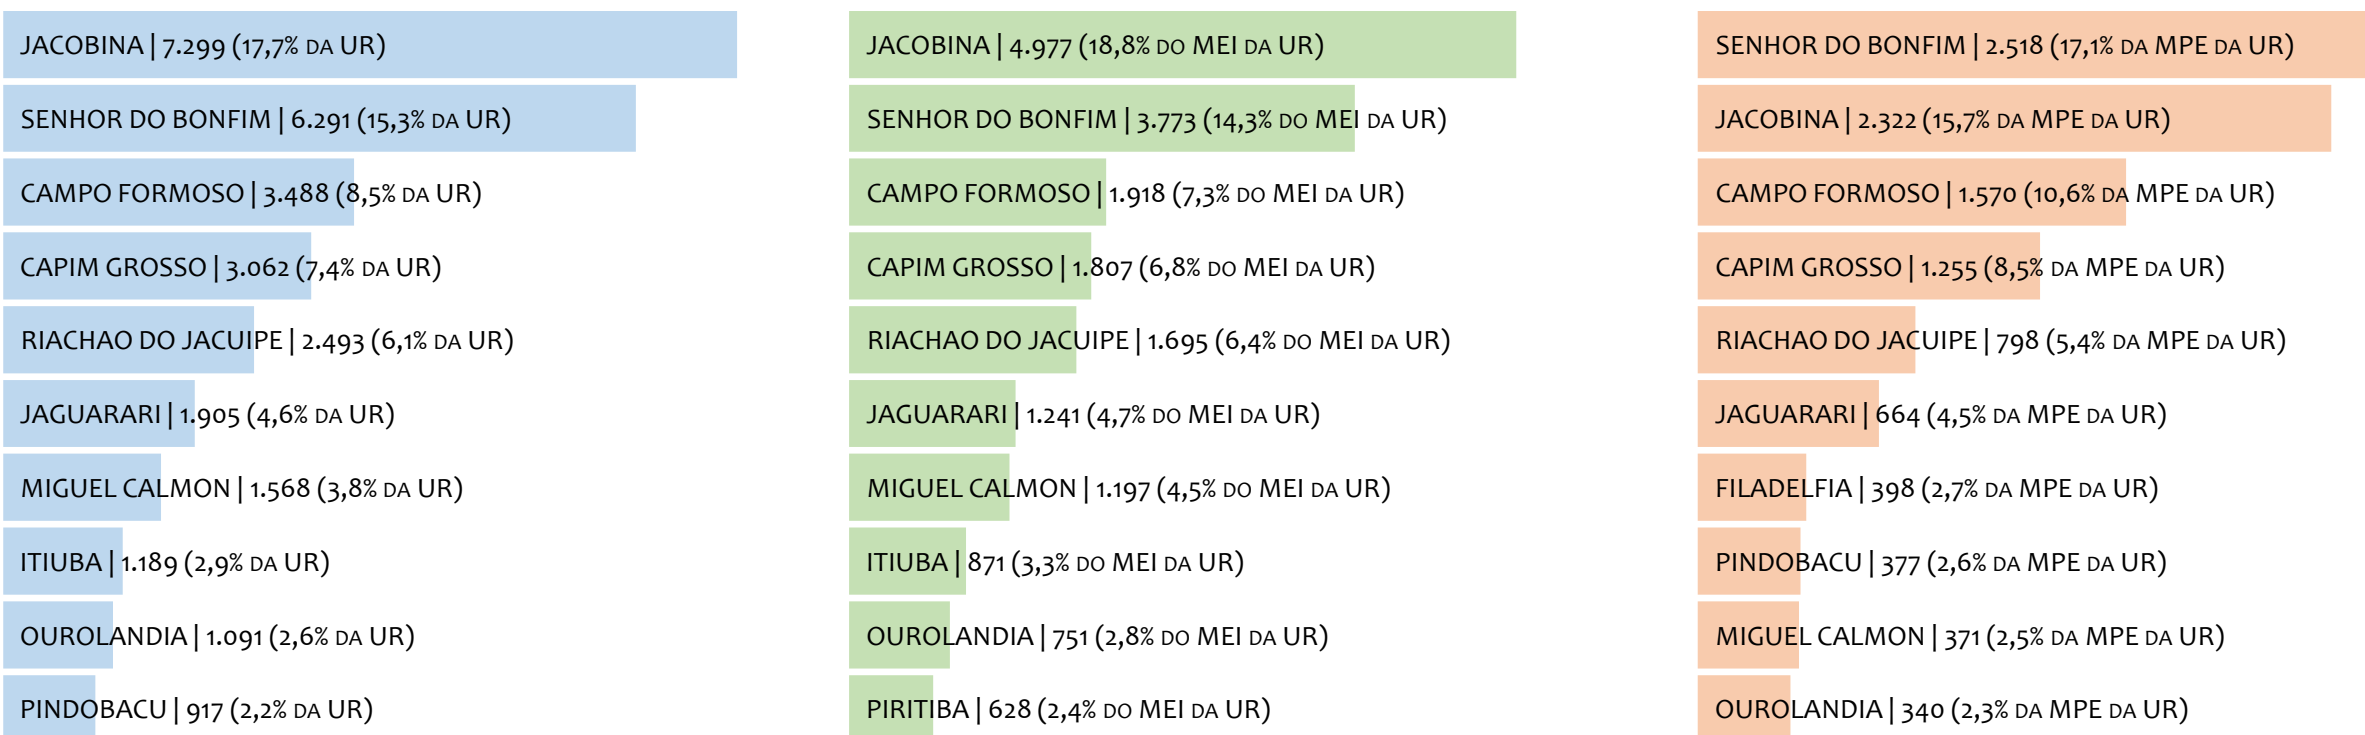 JACOBINA | 7.299 (17,7% DA UR)
SENHOR DO BONFIM | 6.291 (15,3% DA UR)
CAMPO FORMOSO | 3.488 (8,5% DA UR)
CAPIM GROSSO | 3.062 (7,4% DA UR)
RIACHAO DO JACUIPE | 2.493 (6,1% DA UR)
JAGUARARI | 1.905 (4,6% DA UR)
MIGUEL CALMON | 1.568 (3,8% DA UR)
ITIUBA | 1.189 (2,9% DA UR)
OUROLANDIA | 1.091 (2,6% DA UR)
PINDOBACU | 917 (2,2% DA UR)
JACOBINA | 4.977 (18,8% DO MEI DA UR)
SENHOR DO BONFIM | 3.773 (14,3% DO MEI DA UR)
CAMPO FORMOSO | 1.918 (7,3% DO MEI DA UR)
CAPIM GROSSO | 1.807 (6,8% DO MEI DA UR)
RIACHAO DO JACUIPE | 1.695 (6,4% DO MEI DA UR)
JAGUARARI | 1.241 (4,7% DO MEI DA UR)
MIGUEL CALMON | 1.197 (4,5% DO MEI DA UR)
ITIUBA | 871 (3,3% DO MEI DA UR)
OUROLANDIA | 751 (2,8% DO MEI DA UR)
PIRITIBA | 628 (2,4% DO MEI DA UR)
SENHOR DO BONFIM | 2.518 (17,1% DA MPE DA UR)
JACOBINA | 2.322 (15,7% DA MPE DA UR)
CAMPO FORMOSO | 1.570 (10,6% DA MPE DA UR)
CAPIM GROSSO | 1.255 (8,5% DA MPE DA UR)
RIACHAO DO JACUIPE | 798 (5,4% DA MPE DA UR)
JAGUARARI | 664 (4,5% DA MPE DA UR)
FILADELFIA | 398 (2,7% DA MPE DA UR)
PINDOBACU | 377 (2,6% DA MPE DA UR)
MIGUEL CALMON | 371 (2,5% DA MPE DA UR)
OUROLANDIA | 340 (2,3% DA MPE DA UR)